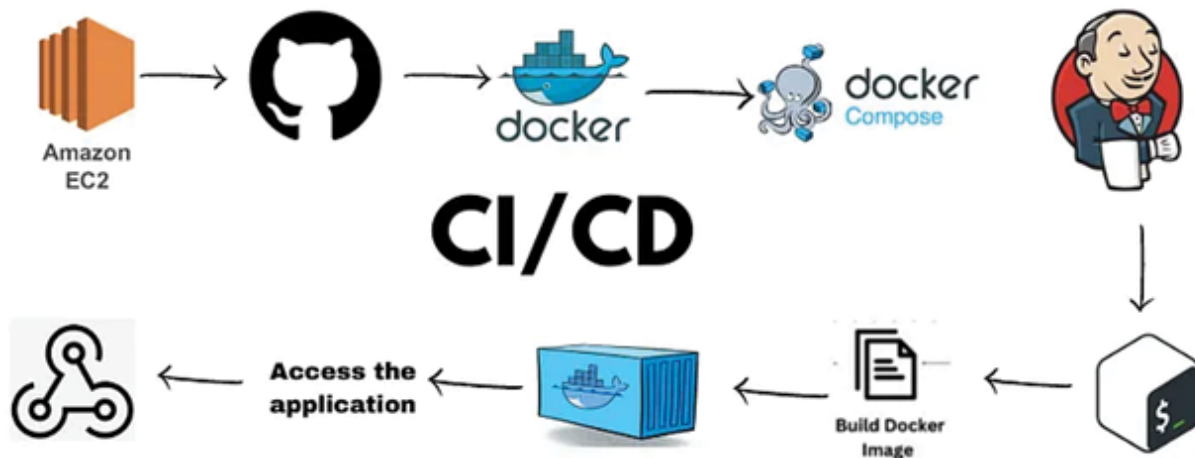 Amazon
EC2
docker
docker
Compose
CI/CD
Access the
application
Build Docker
Image
$_